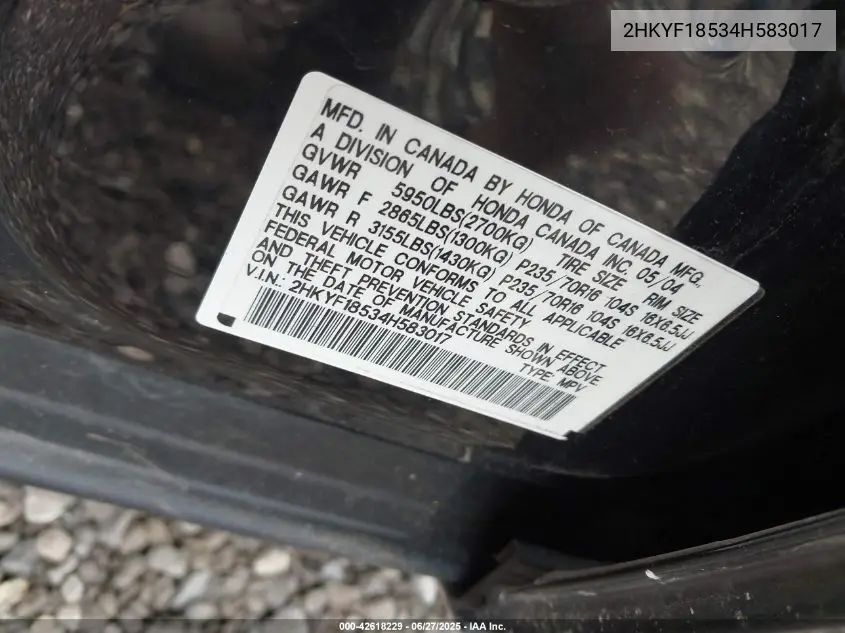 2HKYF18534H583017
MFD. IN CANADA BY HONDA OF CANADA MFG.
A DIVISION OF HONDA CANADA INC. 05/04
GVWR 5950LBS(2700KG) TIRE SIZE RIM SIZE
GAWR F 2865LBS(1300KG) P235/70R16 104S 16X6.5JJ
GAWR R 3155LBS(1430KG) P235/70R16 104S 16X6.5JJ
THIS VEHICLE CONFORMS TO ALL APPLICABLE
FEDERAL MOTOR VEHICLE SAFETY
AND THEFT PREVENTION STANDARDS IN EFFECT
ON THE DATE OF MANUFACTURE SHOWN ABOVE
V.I.N.: 2HKYF18534H583017 TYPE: MPV
000-42618229 - 06/27/2025 - IAA Inc.